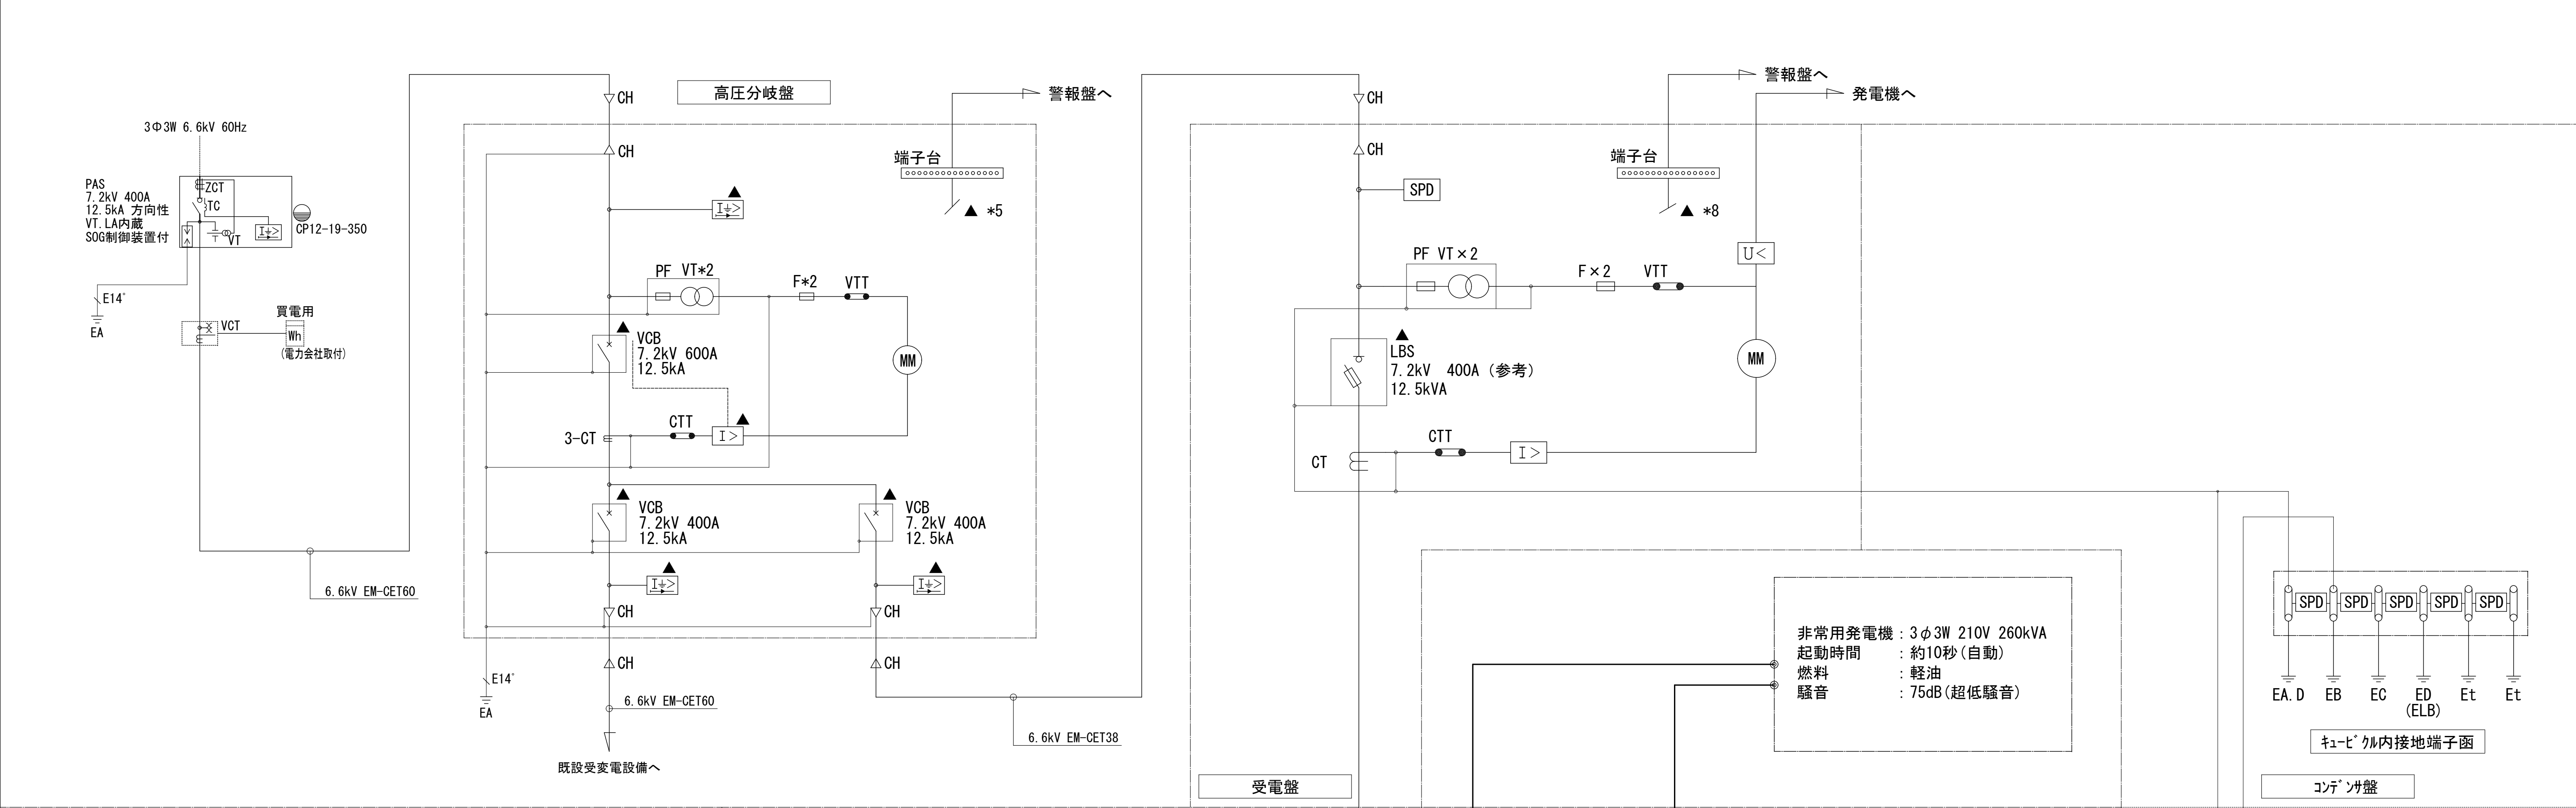 3Φ3W 6.6kV 60Hz
PAS
7.2kV 400A
12.5kA 方向性
VT.LA内蔵
SOG制御装置付
ZCT
TC
VT
I>
CP12-19-350
E14°
EA
VCT
買電用
Wh
(電力会社取付)
6.6kV EM-CET60
高圧分岐盤
CH
CH
警報盤へ
端子台
▲ *5
▲
I>
PF VT*2
F*2
VTT
▲
VCB
7.2kV 600A
12.5kA
MM
3-CT
CTT
▲
I>
▲
VCB
7.2kV 400A
12.5kA
▲
VCB
7.2kV 400A
12.5kA
▲
I>
▲
I>
CH
CH
CH
CH
E14°
EA
6.6kV EM-CET60
既設受変電設備へ
6.6kV EM-CET38
CH
CH
SPD
警報盤へ
発電機へ
端子台
▲ *8
U<
PF VT×2
F×2
VTT
▲
LBS
7.2kV 400A (参考)
12.5kVA
MM
CT
CTT
I>
受電盤
非常用発電機 : 3φ3W 210V 260kVA
起動時間 : 約10秒(自動)
燃料 : 軽油
騒音 : 75dB(超低騒音)
SPD SPD SPD SPD SPD
EA.D EB EC ED Et Et
(ELB)
ｷｭｰﾋﾞｸﾙ内接地端子函
ｺﾝﾃﾞﾝｻ盤